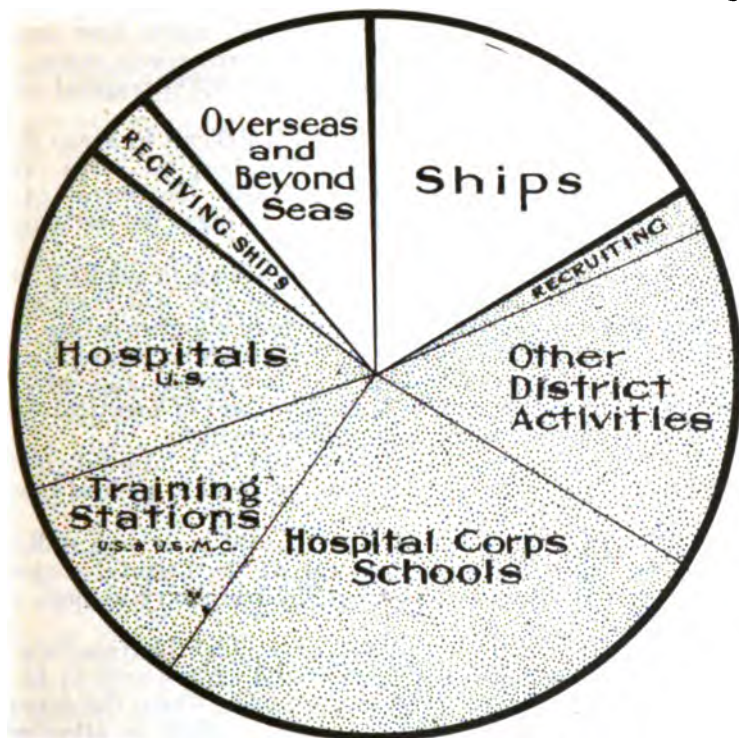 Overseas
and
Beyond
Seas
Ships
RECEIVING SHIPS
RECRUITING
Hospitals
U.S.
Other
District
Activities
Training
Stations
U.S. & U.S.M.C.
Hospital Corps
Schools